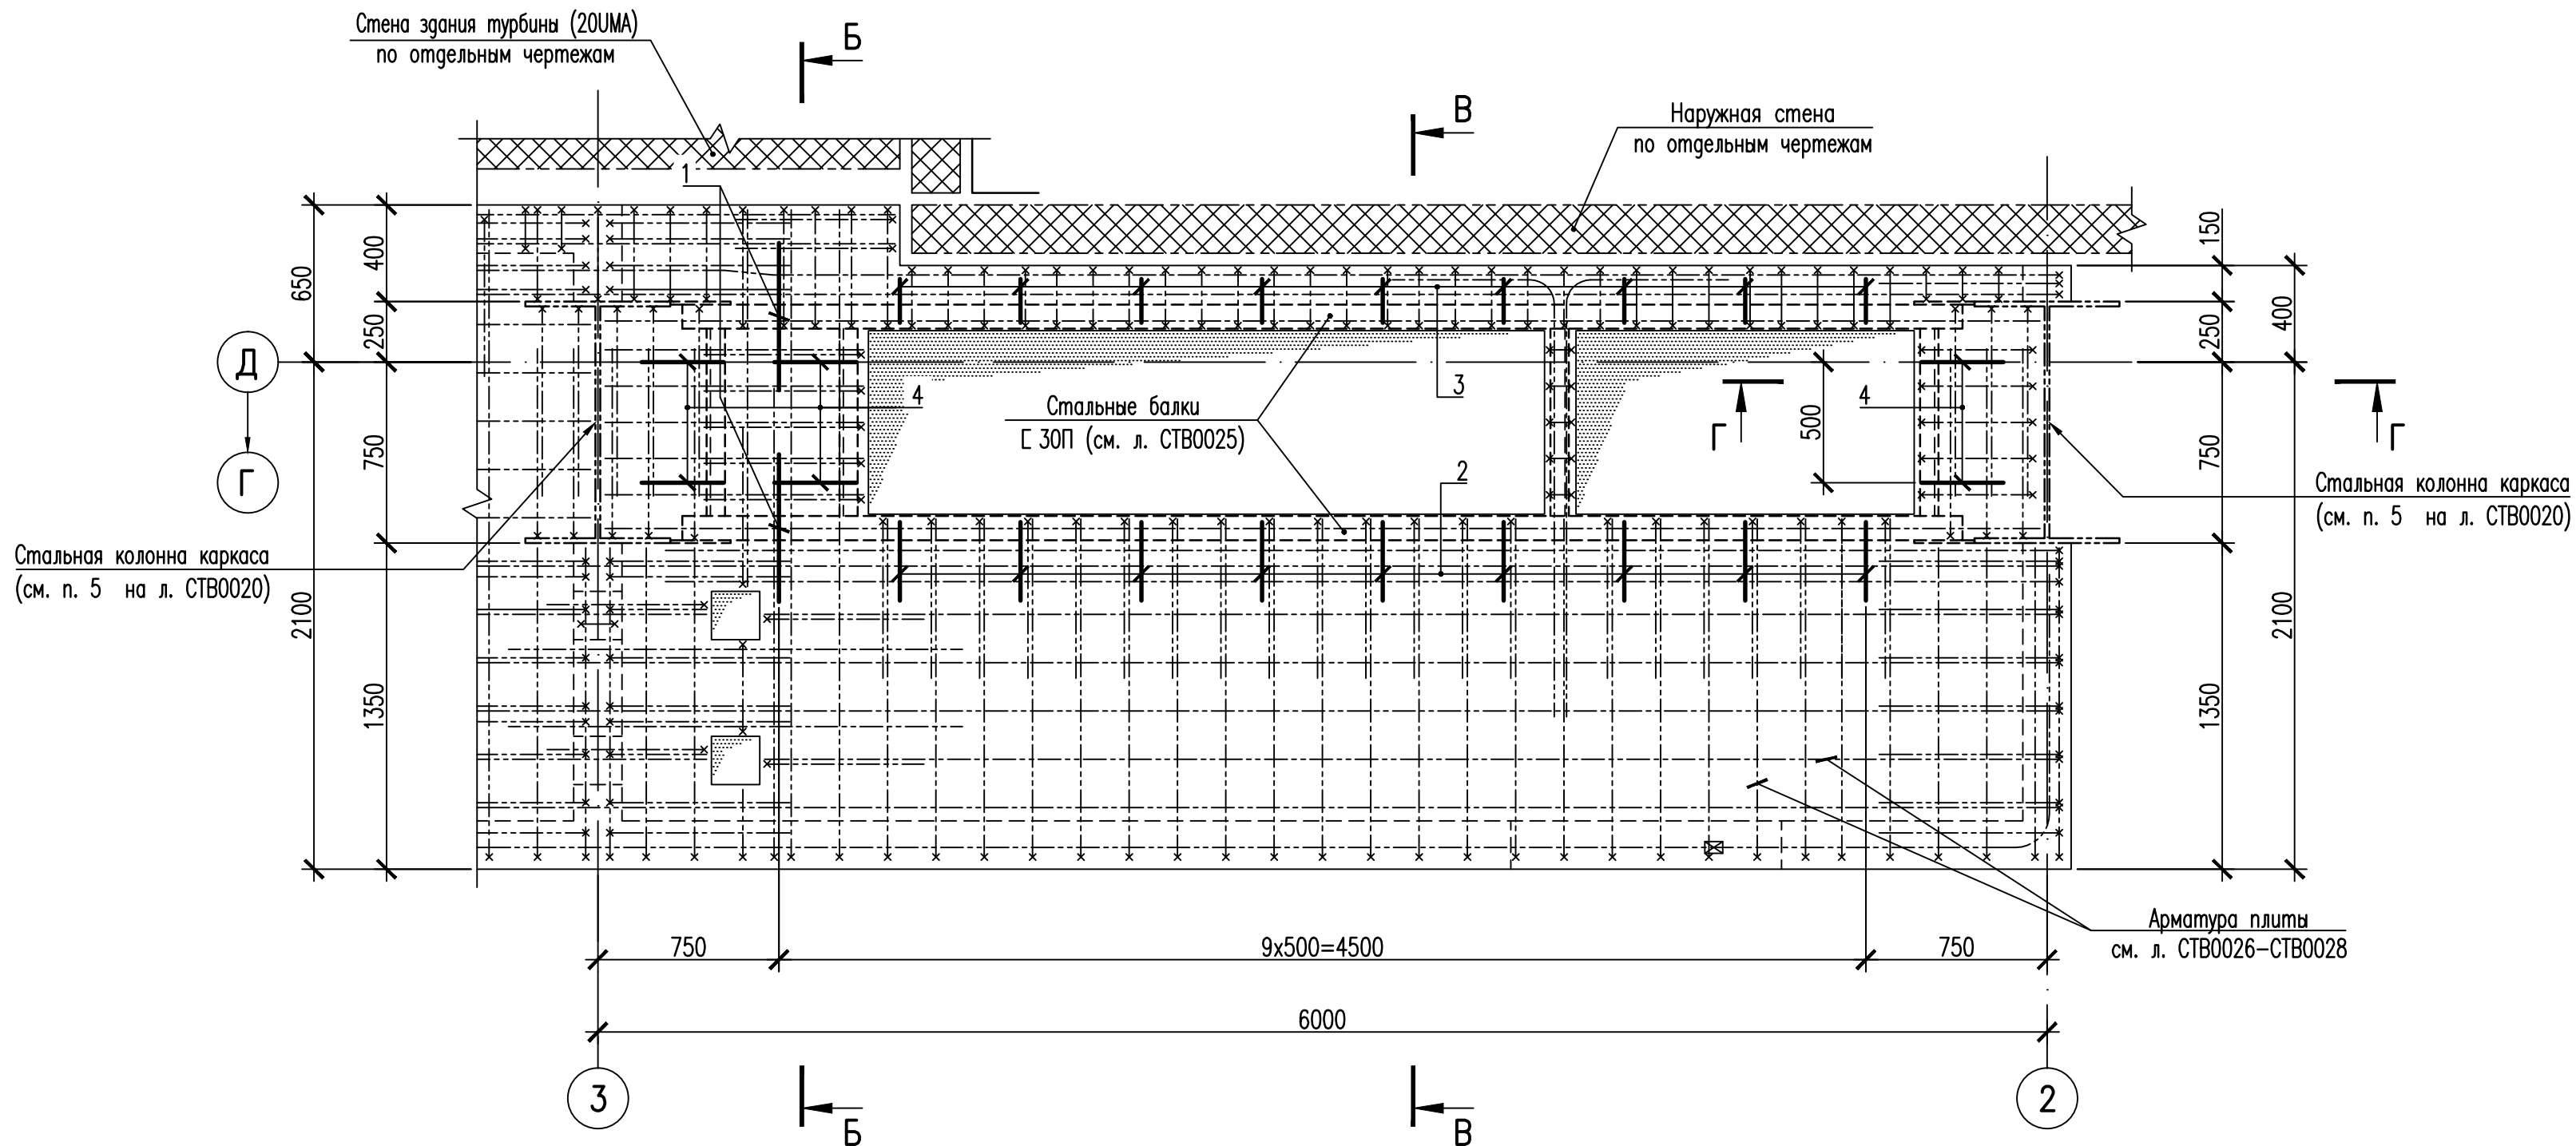 Стена здания турбины (20UMA)
по отдельным чертежам
Б
В
Наружная стена
по отдельным чертежам
1
150
400
650
250
400
250
Д
Г
3
4
Стальные балки
[ 30П (см. л. СТВ0025)
500
4
Г
Г
750
750
2
Стальная колонна каркаса
(см. п. 5 на л. СТВ0020)
Стальная колонна каркаса
(см. п. 5 на л. СТВ0020)
2100
2100
1350
1350
Арматура плиты
см. л. СТВ0026-СТВ0028
750
9х500=4500
750
6000
3
2
Б
В